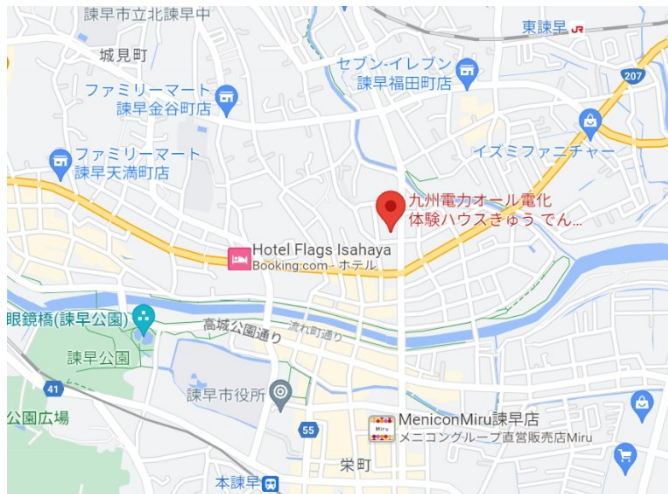 諫早市立北諫早中
城見町
東諫早
JR
セブン-イレブン
諫早福田町店
207
ファミリーマート
諫早金谷町店
イズミファニチャー
ファミリーマート
諫早天満町店
九州電力オール電化
体験ハウスきゅう でん...
Hotel Flags Isahaya
Booking.com - ホテル
眼鏡橋(諫早公園)
高城公園通り
流れ町通り
諫早公園
41
諫早市役所
公園広場
55
Miru
MeniconMiru諫早店
メニコングループ直営販売店Miru
栄町
本諫早